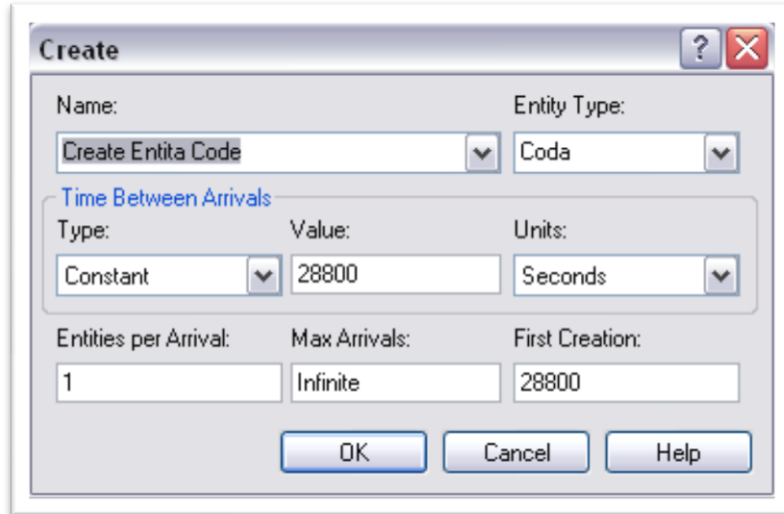 Create
Name: Entity Type:
Create Entita Code Coda
Time Between Arrivals
Type: Value: Units:
Constant 28800 Seconds
Entities per Arrival: Max Arrivals: First Creation:
1 Infinite 28800
OK Cancel Help